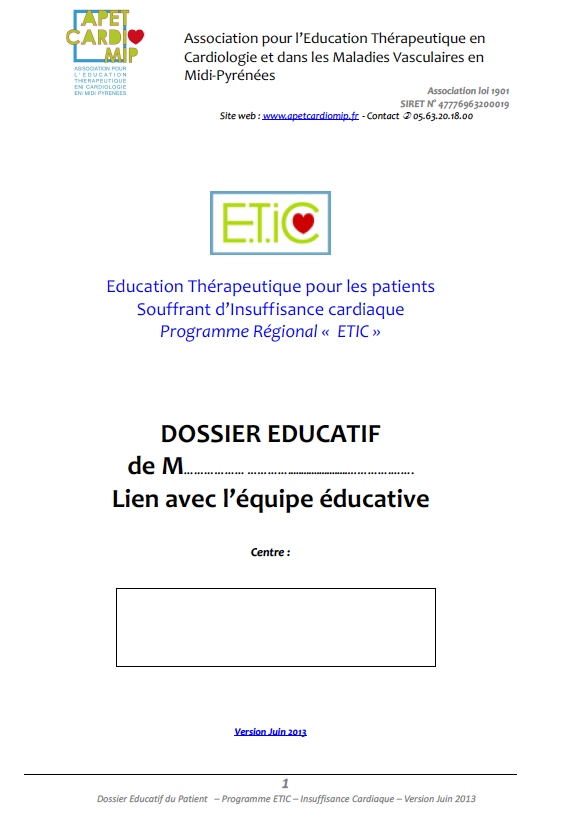 APET
CARDIO
MIP
ASSOCIATION POUR
L'EDUCATION
THERAPEUTIQUE
EN CARDIOLOGIE
EN MIDI PYRENEES
Association pour l'Education Thérapeutique en
Cardiologie et dans les Maladies Vasculaires en
Midi-Pyrénées
Association loi 1901
SIRET N° 47776963200019
Site web : www.apetcardiomip.fr - Contact ✆ 05.63.20.18.00
E.T.iC
Education Thérapeutique pour les patients
Souffrant d'Insuffisance cardiaque
Programme Régional « ETIC »
DOSSIER EDUCATIF
de M................ .............................................
Lien avec l'équipe éducative
Centre :
Version Juin 2013
1
Dossier Educatif du Patient – Programme ETIC – Insuffisance Cardiaque – Version Juin 2013